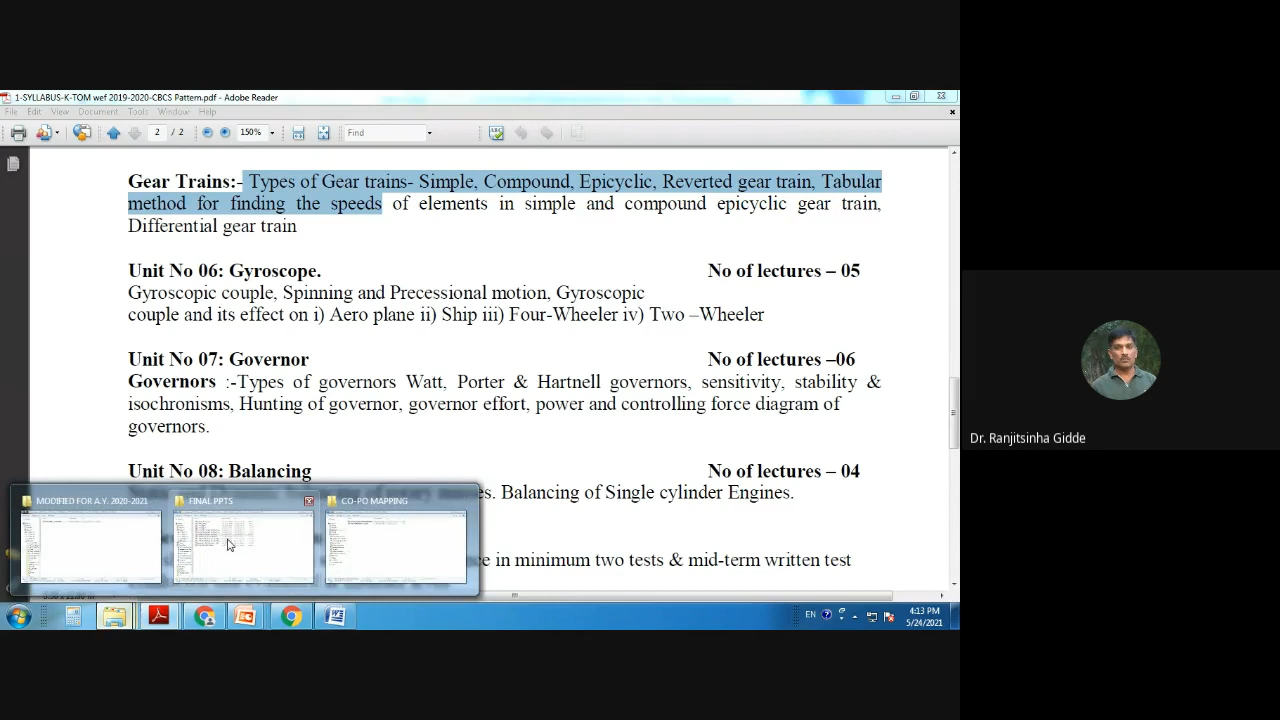 1-SYLLABUS-K-TOM wef 2019-2020-CBCS Pattem.pdf - Adobe Reader
File Edit View Document Tools Window Help
2 / 2 150% Find
Gear Trains:- Types of Gear trains- Simple, Compound, Epicyclic, Reverted gear train, Tabular
method for finding the speeds of elements in simple and compound epicyclic gear train,
Differential gear train
Unit No 06: Gyroscope. No of lectures – 05
Gyroscopic couple, Spinning and Precessional motion, Gyroscopic
couple and its effect on i) Aero plane ii) Ship iii) Four-Wheeler iv) Two –Wheeler
Dr. Ranjitsinha Gidde
Unit No 07: Governor No of lectures –06
Governors :-Types of governors Watt, Porter & Hartnell governors, sensitivity, stability &
isochronisms, Hunting of governor, governor effort, power and controlling force diagram of
governors.
Unit No 08: Balancing No of lectures – 04
es. Balancing of Single cylinder Engines.
MODIFIED FOR A.Y. 2020-2021 FINAL PPTS CO-PO MAPPING
ce in minimum two tests & mid-term written test
EN 4:13 PM
5/24/2021